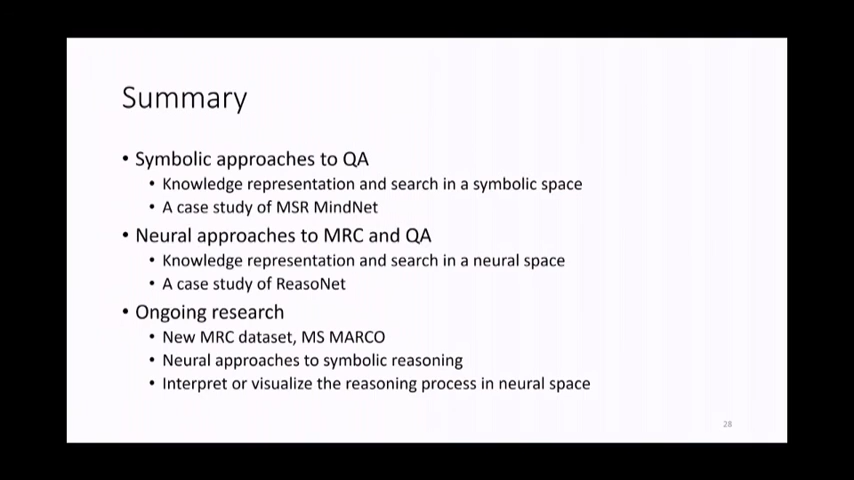 Summary
• Symbolic approaches to QA
• Knowledge representation and search in a symbolic space
• A case study of MSR MindNet
• Neural approaches to MRC and QA
• Knowledge representation and search in a neural space
• A case study of ReasoNet
• Ongoing research
• New MRC dataset, MS MARCO
• Neural approaches to symbolic reasoning
• Interpret or visualize the reasoning process in neural space
28